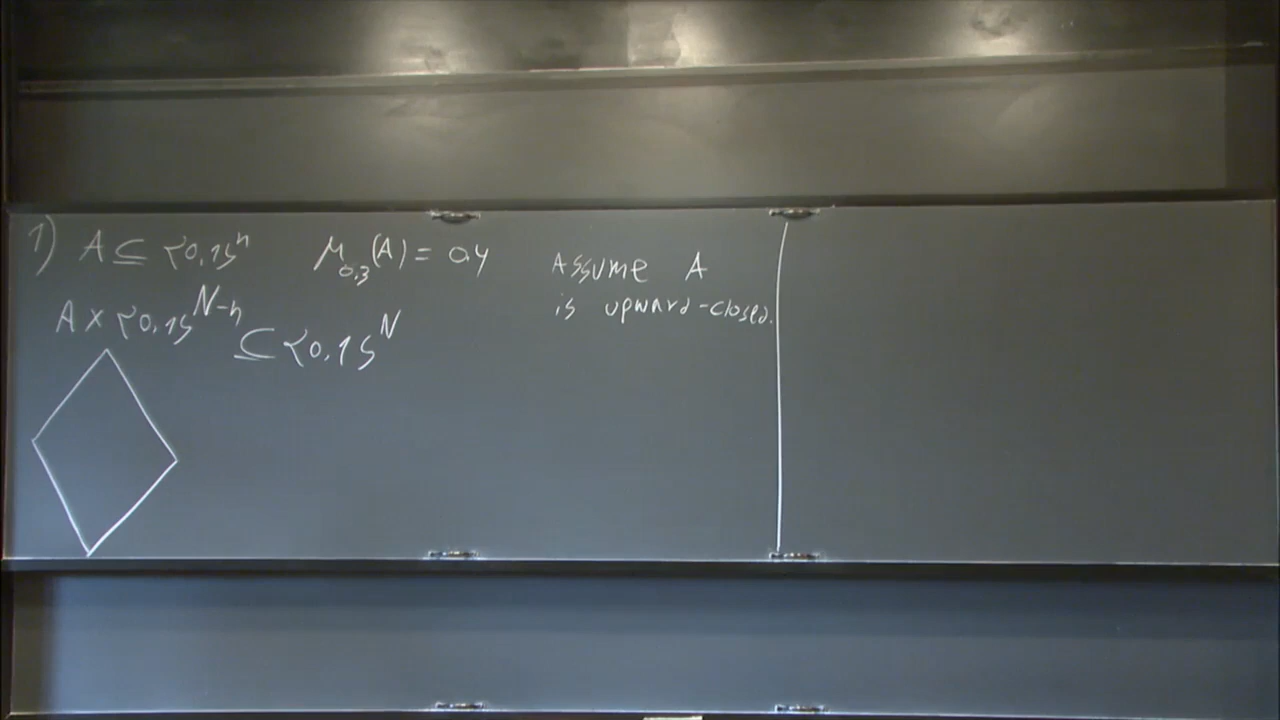 1) A ⊆ {0,1}ⁿ μ_{0,3}(A) = 0,4
A × {0,1}^{N-n} ⊆ {0,1}^N
Assume A
is upward-closed.